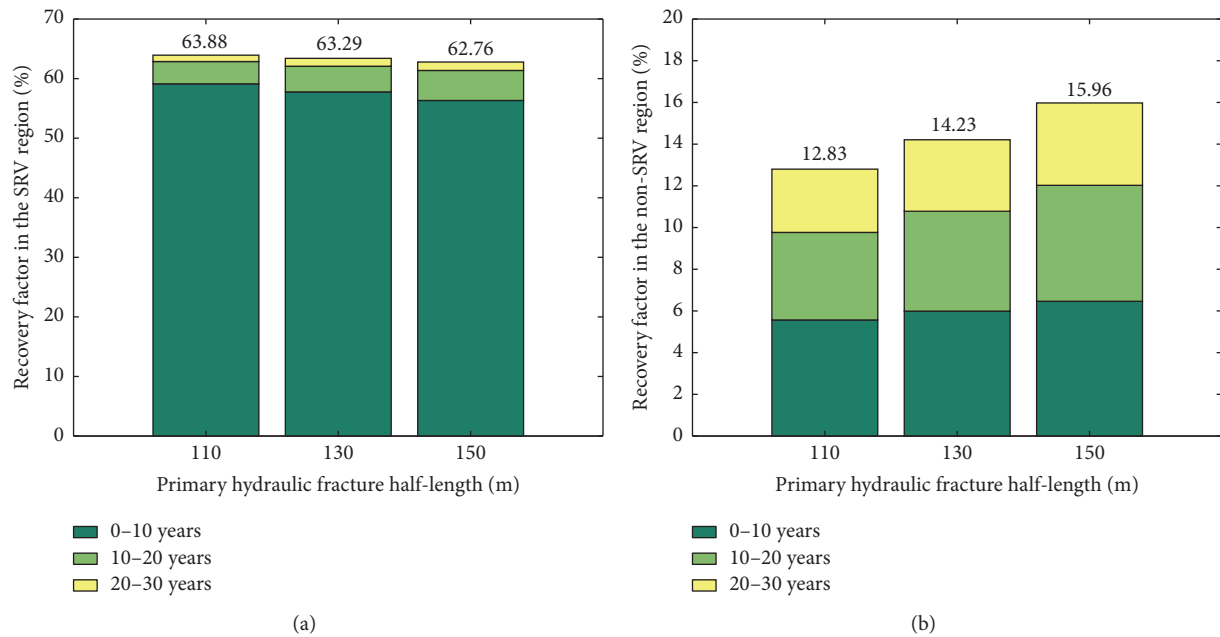 Recovery factor in the SRV region (%)
70
60
50
40
30
20
10
0
63.88
63.29
62.76
110
130
150
Primary hydraulic fracture half-length (m)
0–10 years
10–20 years
20–30 years
(a)
Recovery factor in the non-SRV region (%)
20
18
16
14
12
10
8
6
4
2
0
12.83
14.23
15.96
110
130
150
Primary hydraulic fracture half-length (m)
0–10 years
10–20 years
20–30 years
(b)